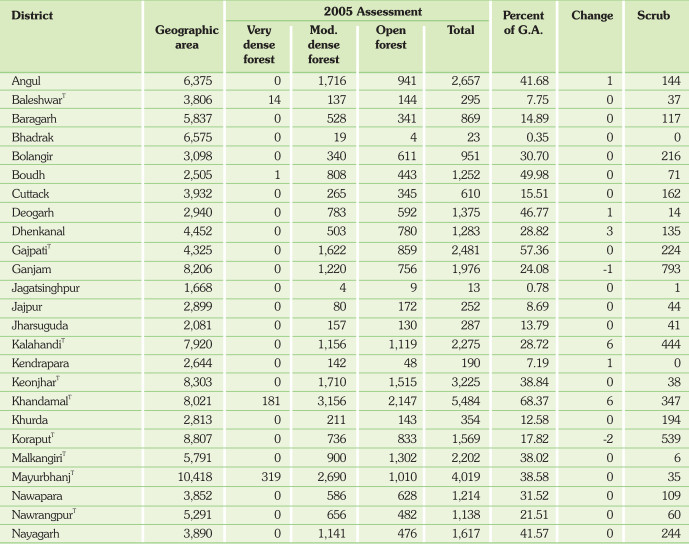 District Geographic area 2005 Assessment Percent of G.A. Change Scrub
Very dense forest Mod. dense forest Open forest Total
Angul 6,375 0 1,716 941 2,657 41.68 1 144
Baleshwarᵀ 3,806 14 137 144 295 7.75 0 37
Baragarh 5,837 0 528 341 869 14.89 0 117
Bhadrak 6,575 0 19 4 23 0.35 0 0
Bolangir 3,098 0 340 611 951 30.70 0 216
Boudh 2,505 1 808 443 1,252 49.98 0 71
Cuttack 3,932 0 265 345 610 15.51 0 162
Deogarh 2,940 0 783 592 1,375 46.77 1 14
Dhenkanal 4,452 0 503 780 1,283 28.82 3 135
Gajpatiᵀ 4,325 0 1,622 859 2,481 57.36 0 224
Ganjam 8,206 0 1,220 756 1,976 24.08 -1 793
Jagatsinghpur 1,668 0 4 9 13 0.78 0 1
Jajpur 2,899 0 80 172 252 8.69 0 44
Jharsuguda 2,081 0 157 130 287 13.79 0 41
Kalahandiᵀ 7,920 0 1,156 1,119 2,275 28.72 6 444
Kendrapara 2,644 0 142 48 190 7.19 1 0
Keonjharᵀ 8,303 0 1,710 1,515 3,225 38.84 0 38
Khandamalᵀ 8,021 181 3,156 2,147 5,484 68.37 6 347
Khurda 2,813 0 211 143 354 12.58 0 194
Koraputᵀ 8,807 0 736 833 1,569 17.82 -2 539
Malkangiriᵀ 5,791 0 900 1,302 2,202 38.02 0 6
Mayurbhanjᵀ 10,418 319 2,690 1,010 4,019 38.58 0 35
Nawapara 3,852 0 586 628 1,214 31.52 0 109
Nawrangpurᵀ 5,291 0 656 482 1,138 21.51 0 60
Nayagarh 3,890 0 1,141 476 1,617 41.57 0 244